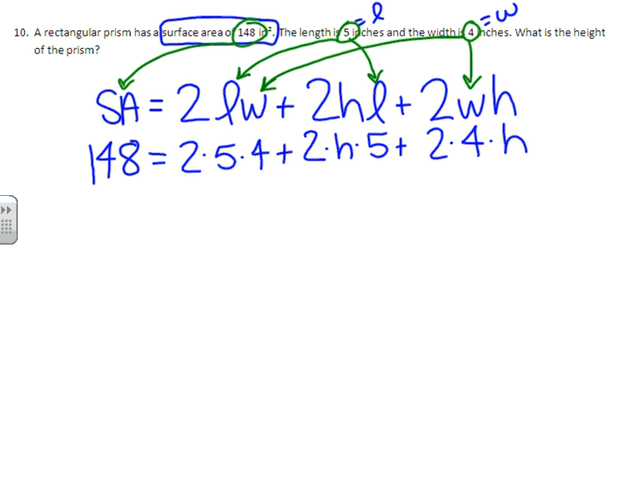 10. A rectangular prism has a surface area of 148 in². The length is 5 inches and the width is 4 inches. What is the height
of the prism?
= l
= w
SA = 2lw + 2hl + 2wh
148 = 2·5·4 + 2·h·5 + 2·4·h